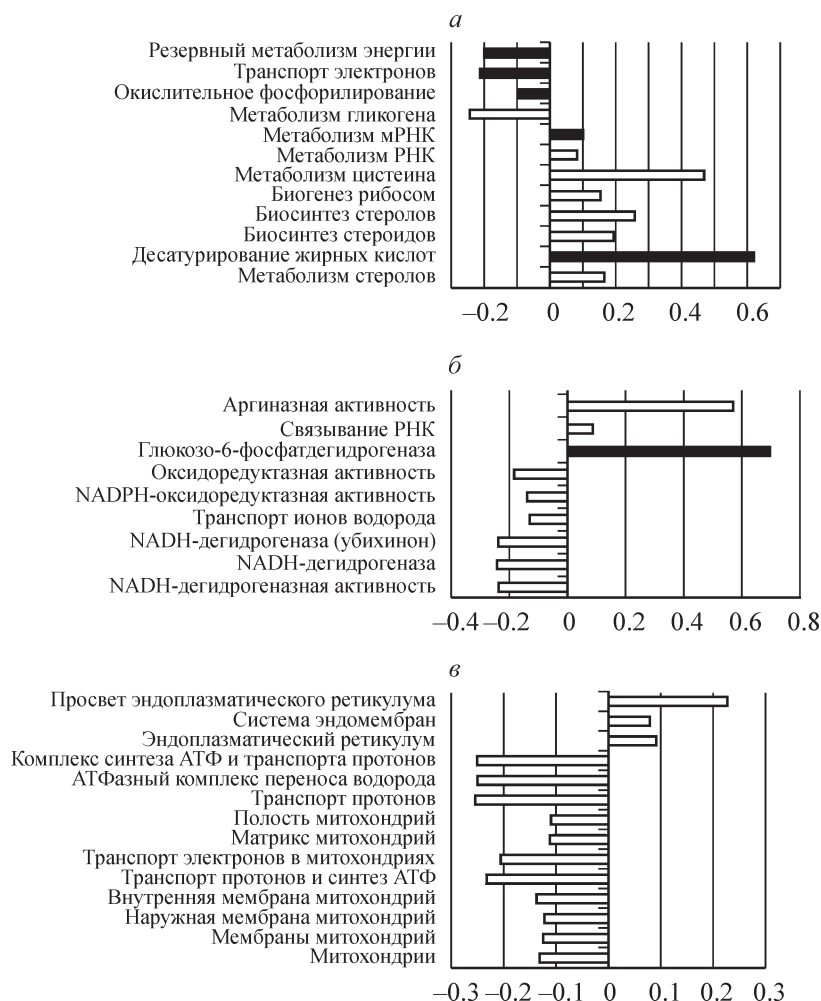 а
Резервный метаболизм энергии
Транспорт электронов
Окислительное фосфорилирование
Метаболизм гликогена
Метаболизм мРНК
Метаболизм РНК
Метаболизм цистеина
Биогенез рибосом
Биосинтез стеролов
Биосинтез стероидов
Десатурирование жирных кислот
Метаболизм стеролов
–0.2 0 0.2 0.4 0.6
б
Аргиназная активность
Связывание РНК
Глюкозо-6-фосфатдегидрогеназа
Оксидоредуктазная активность
NADPH-оксидоредуктазная активность
Транспорт ионов водорода
NADH-дегидрогеназа (убихинон)
NADH-дегидрогеназа
NADH-дегидрогеназная активность
–0.4 –0.2 0 0.2 0.4 0.6 0.8
в
Просвет эндоплазматического ретикулума
Система эндомембран
Эндоплазматический ретикулум
Комплекс синтеза АТФ и транспорта протонов
АТФазный комплекс переноса водорода
Транспорт протонов
Полость митохондрий
Матрикс митохондрий
Транспорт электронов в митохондриях
Транспорт протонов и синтез АТФ
Внутренняя мембрана митохондрий
Наружная мембрана митохондрий
Мембраны митохондрий
Митохондрии
–0.3 –0.2 –0.1 0 0.1 0.2 0.3